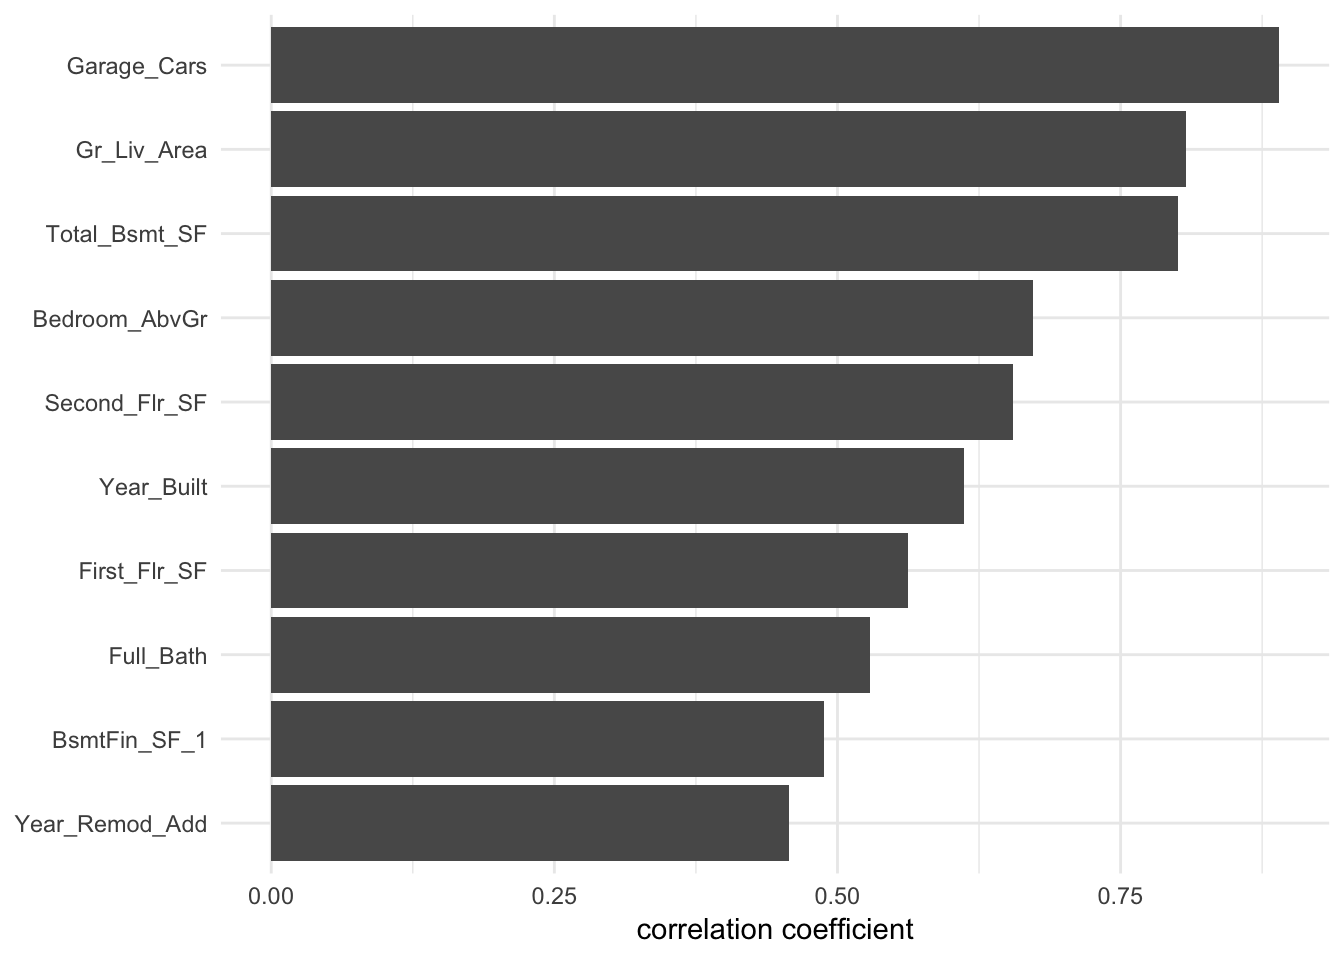 Garage_Cars
Gr_Liv_Area
Total_Bsmt_SF
Bedroom_AbvGr
Second_Flr_SF
Year_Built
First_Flr_SF
Full_Bath
BsmtFin_SF_1
Year_Remod_Add
0.00 0.25 0.50 0.75
correlation coefficient